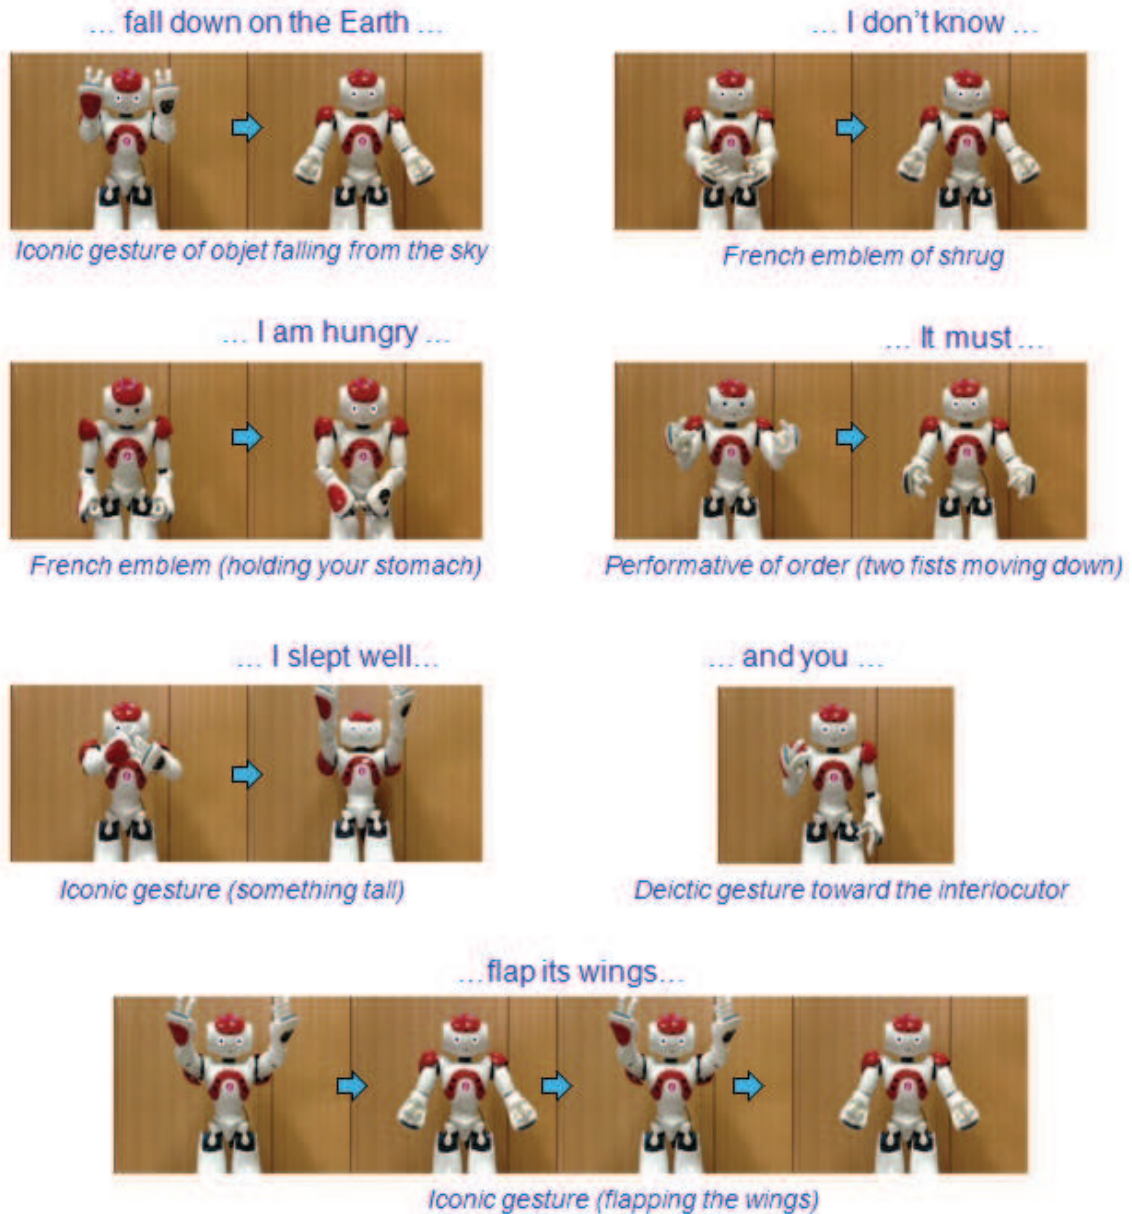 ... fall down on the Earth ...
... I don't know ...
Iconic gesture of objet falling from the sky
French emblem of shrug
... I am hungry ...
... It must ...
French emblem (holding your stomach)
Performative of order (two fists moving down)
... I slept well...
... and you ...
Iconic gesture (something tall)
Deictic gesture toward the interlocutor
...flap its wings...
Iconic gesture (flapping the wings)